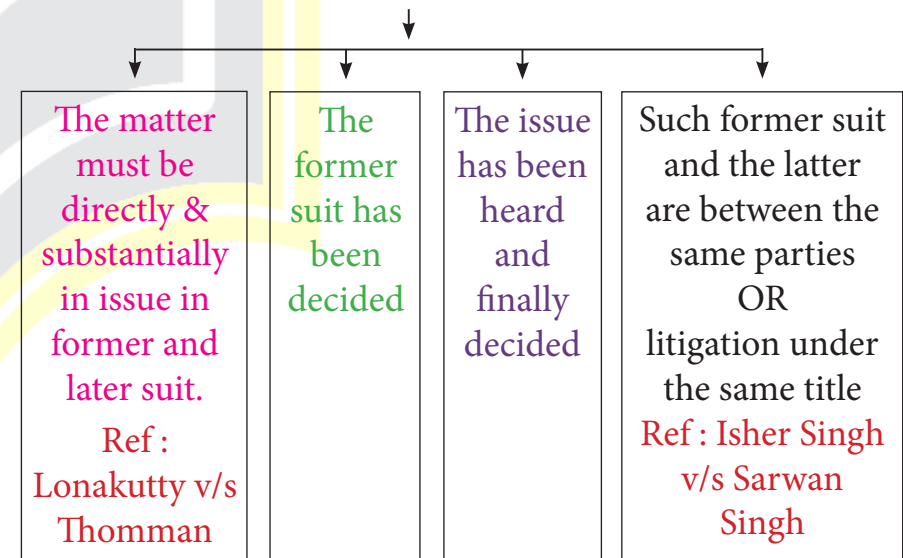 The matter
must be
directly &
substantially
in issue in
former and
later suit.
Ref :
Lonakutty v/s
Thomman
The
former
suit has
been
decided
The issue
has been
heard
and
finally
decided
Such former suit
and the latter
are between the
same parties
OR
litigation under
the same title
Ref : Isher Singh
v/s Sarwan
Singh